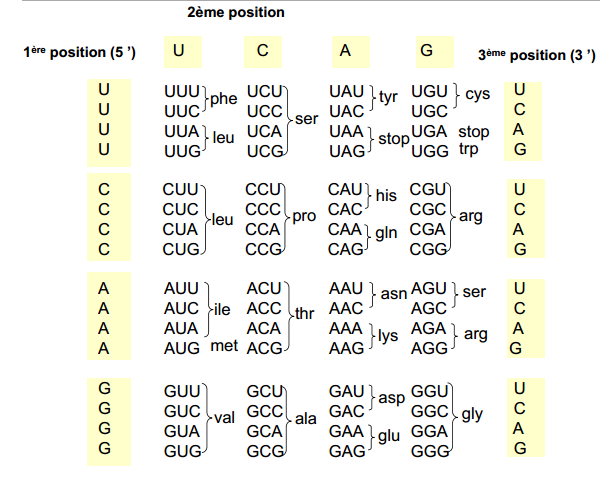 2ème position
1ère position (5 ') U C A G 3ème position (3 ')
U UUU phe UCU ser UAU tyr UGU cys U
U UUC UCC UAC UGC C
U UUA leu UCA UAA stop UGA stop A
U UUG UCG UAG UGG trp G
C CUU leu CCU pro CAU his CGU arg U
C CUC CCC CAC CGC C
C CUA CCA CAA gln CGA A
C CUG CCG CAG CGG G
A AUU ile ACU thr AAU asn AGU ser U
A AUC ACC AAC AGC C
A AUA ACA AAA lys AGA arg A
A AUG met ACG AAG AGG G
G GUU val GCU ala GAU asp GGU gly U
G GUC GCC GAC GGC C
G GUA GCA GAA glu GGA A
G GUG GCG GAG GGG G